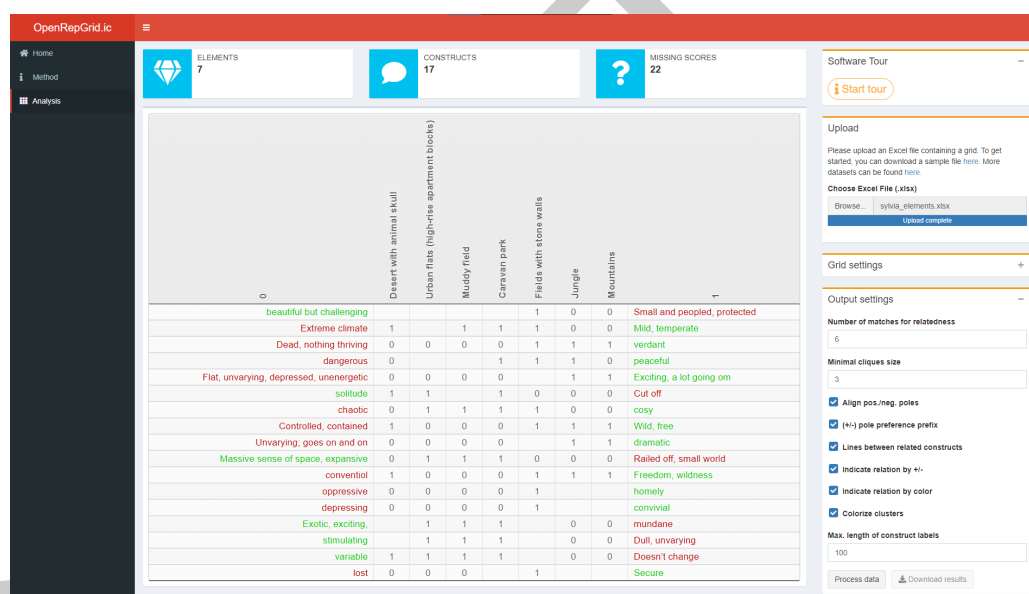 OpenRepGrid.ic
Home
Method
Analysis
ELEMENTS
7
CONSTRUCTS
17
MISSING SCORES
22
0 Desert with animal skull Urban flats (high-rise apartment blocks) Muddy field Caravan park Fields with stone walls Jungle Mountains 1
beautiful but challenging 1 0 0 Small and peopled, protected
Extreme climate 1 1 1 1 0 0 Mild, temperate
Dead, nothing thriving 0 0 0 0 1 1 1 verdant
dangerous 0 1 1 1 0 peaceful
Flat, unvarying, depressed, unenergetic 0 0 0 0 1 1 Exciting, a lot going om
solitude 1 1 1 0 0 0 Cut off
chaotic 0 1 1 1 1 0 0 cosy
Controlled, contained 1 0 0 0 1 1 1 Wild, free
Unvarying; goes on and on 0 0 0 0 1 1 dramatic
Massive sense of space, expansive 0 1 1 1 0 0 0 Railed off, small world
conventiol 1 0 0 0 1 1 1 Freedom, wildness
oppressive 0 0 0 0 1 homely
depressing 0 0 0 0 1 convivial
Exotic, exciting, 1 1 1 0 0 mundane
stimulating 1 1 1 0 0 Dull, unvarying
variable 1 1 1 1 0 0 Doesn't change
lost 0 0 0 1 Secure
Software Tour
Start tour
Upload
Please upload an Excel file containing a grid. To get
started, you can download a sample file here. More
datasets can be found here.
Choose Excel File (.xlsx)
Browse... sylvia_elements.xlsx
Upload complete
Grid settings
Output settings
Number of matches for relatedness
6
Minimal cliques size
3
Align pos./neg. poles
(+/-) pole preference prefix
Lines between related constructs
Indicate relation by +/-
Indicate relation by color
Colorize clusters
Max. length of construct labels
100
Process data Download results